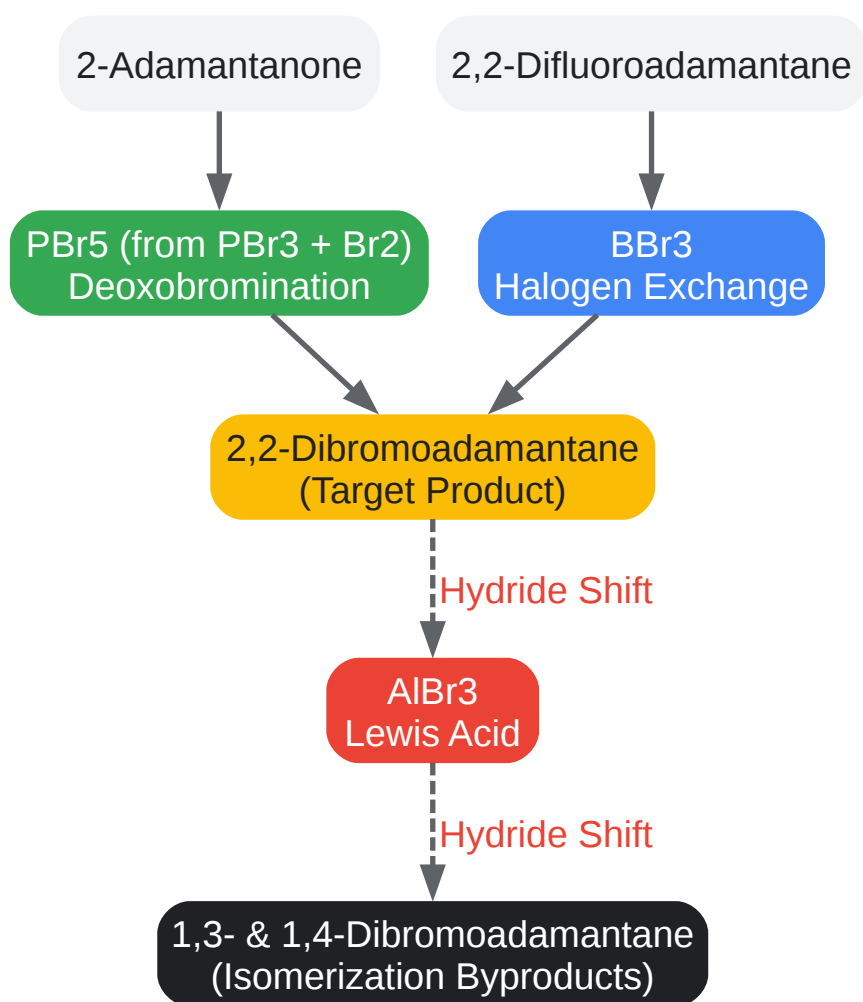 2-Adamantanone
2,2-Difluoroadamantane
PBr5 (from PBr3 + Br2)
Deoxobromination
BBr3
Halogen Exchange
2,2-Dibromoadamantane
(Target Product)
Hydride Shift
AlBr3
Lewis Acid
Hydride Shift
1,3- & 1,4-Dibromoadamantane
(Isomerization Byproducts)